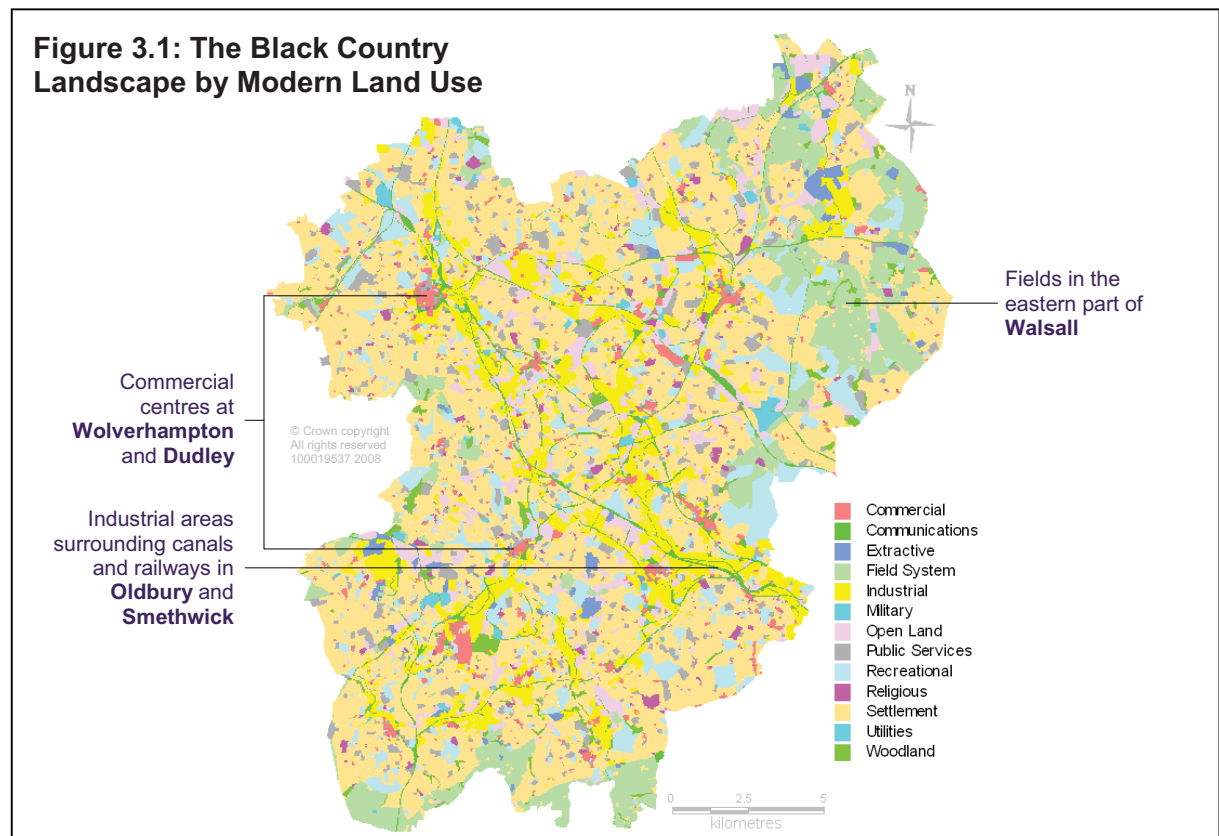 Figure 3.1: The Black Country
Landscape by Modern Land Use
N
Fields in the
eastern part of
Walsall
Commercial
centres at
Wolverhampton
and Dudley
© Crown copyright
All rights reserved
100019537 2008
Industrial areas
surrounding canals
and railways in
Oldbury and
Smethwick
Commercial
Communications
Extractive
Field System
Industrial
Military
Open Land
Public Services
Recreational
Religious
Settlement
Utilities
Woodland
0 2.5 5
kilometres